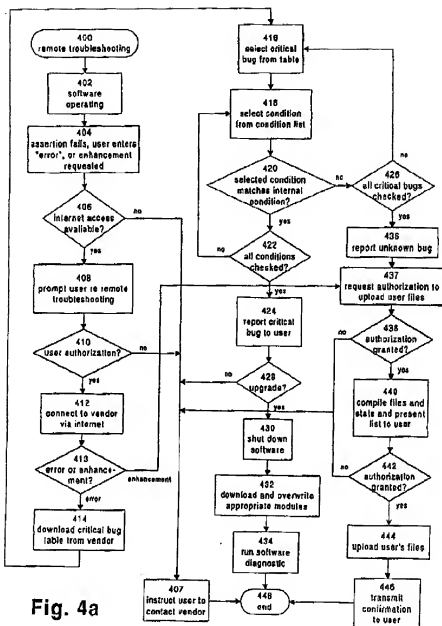 400
remote troubleshooting
402
software
operating
404
assertion fails, user enters
"error", or enhancement
requested
406
internet access
available?
no
yes
408
prompt user re remote
troubleshooting
410
user authorization?
no
yes
412
connect to vendor
via internet
413
error or enhance-
ment?
enhancement
error
414
download critical bug
table from vendor
407
instruct user to
contact vendor
418
select critical
bug from table
416
select condition
from condition list
420
selected condition
matches internal
condition?
no
yes
422
all conditions
checked?
no
yes
424
report critical
bug to user
428
upgrade?
no
yes
430
shut down
software
432
download and overwrite
appropriate modules
434
run software
diagnostic
448
end
426
all critical bugs
checked?
no
yes
436
report unknown bug
437
request authorization to
upload user files
438
authorization
granted?
no
yes
440
compile files and
state and present
list to user
442
authorization
granted?
no
yes
444
upload user's files
446
transmit
confirmation
to user
Fig. 4a